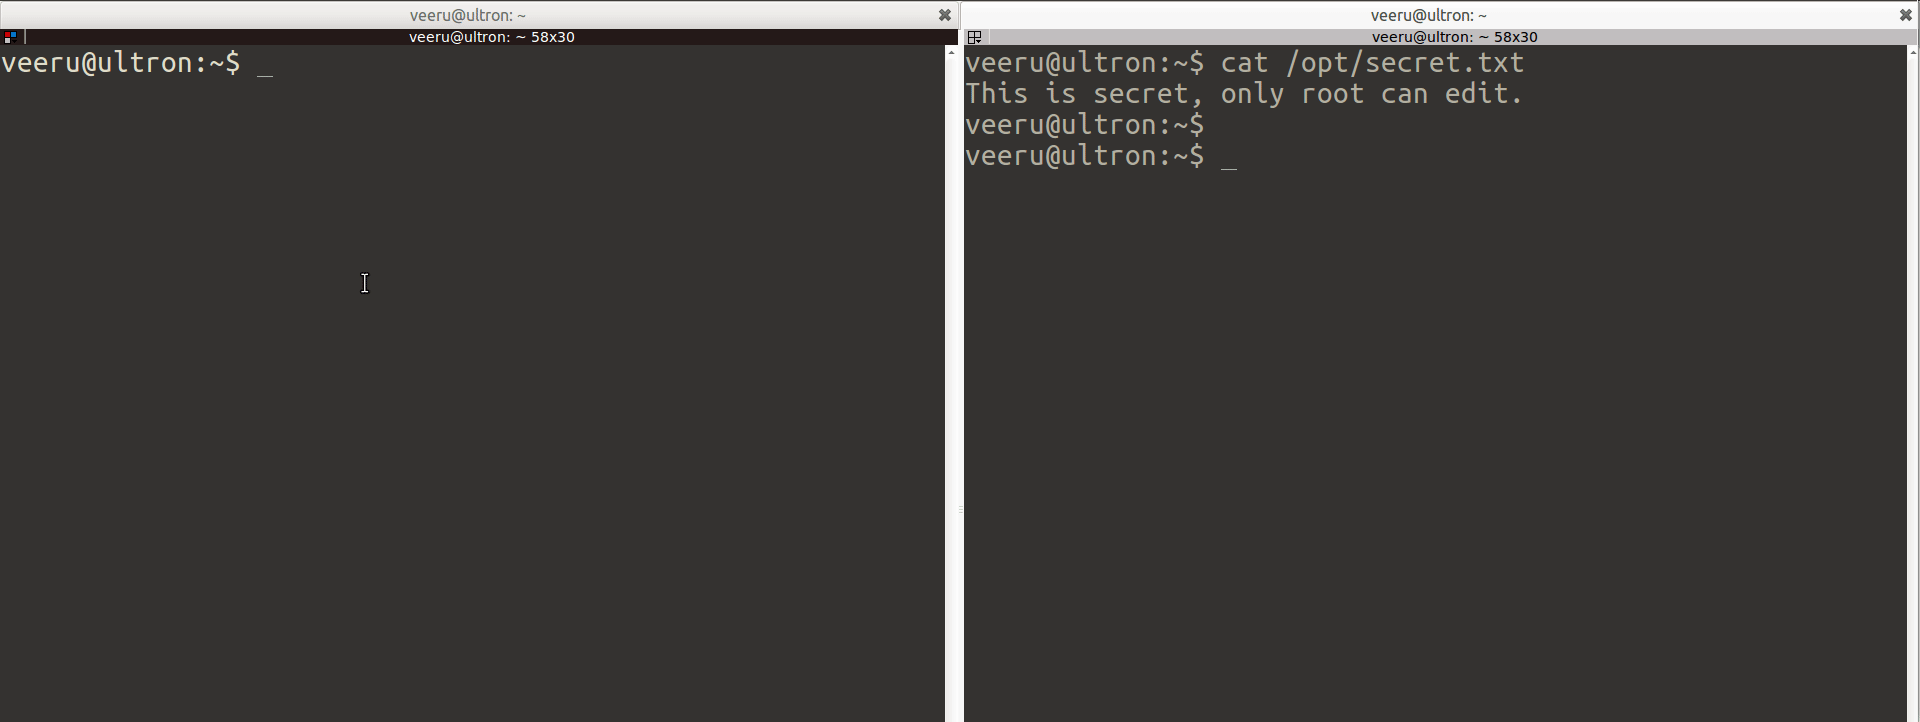 veeru@ultron: ~
veeru@ultron: ~ 58x30
veeru@ultron:~$ _
veeru@ultron: ~
veeru@ultron: ~ 58x30
veeru@ultron:~$ cat /opt/secret.txt
This is secret, only root can edit.
veeru@ultron:~$
veeru@ultron:~$ _